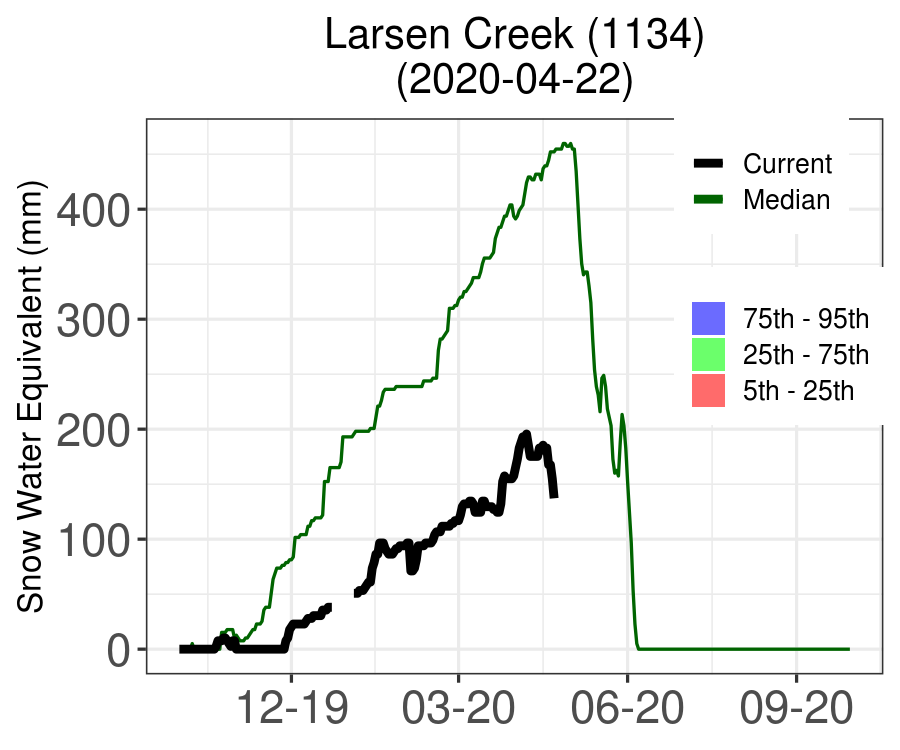 Larsen Creek (1134)
(2020-04-22)
Snow Water Equivalent (mm)
400
300
200
100
0
12-19
03-20
06-20
09-20
Current
Median
75th - 95th
25th - 75th
5th - 25th